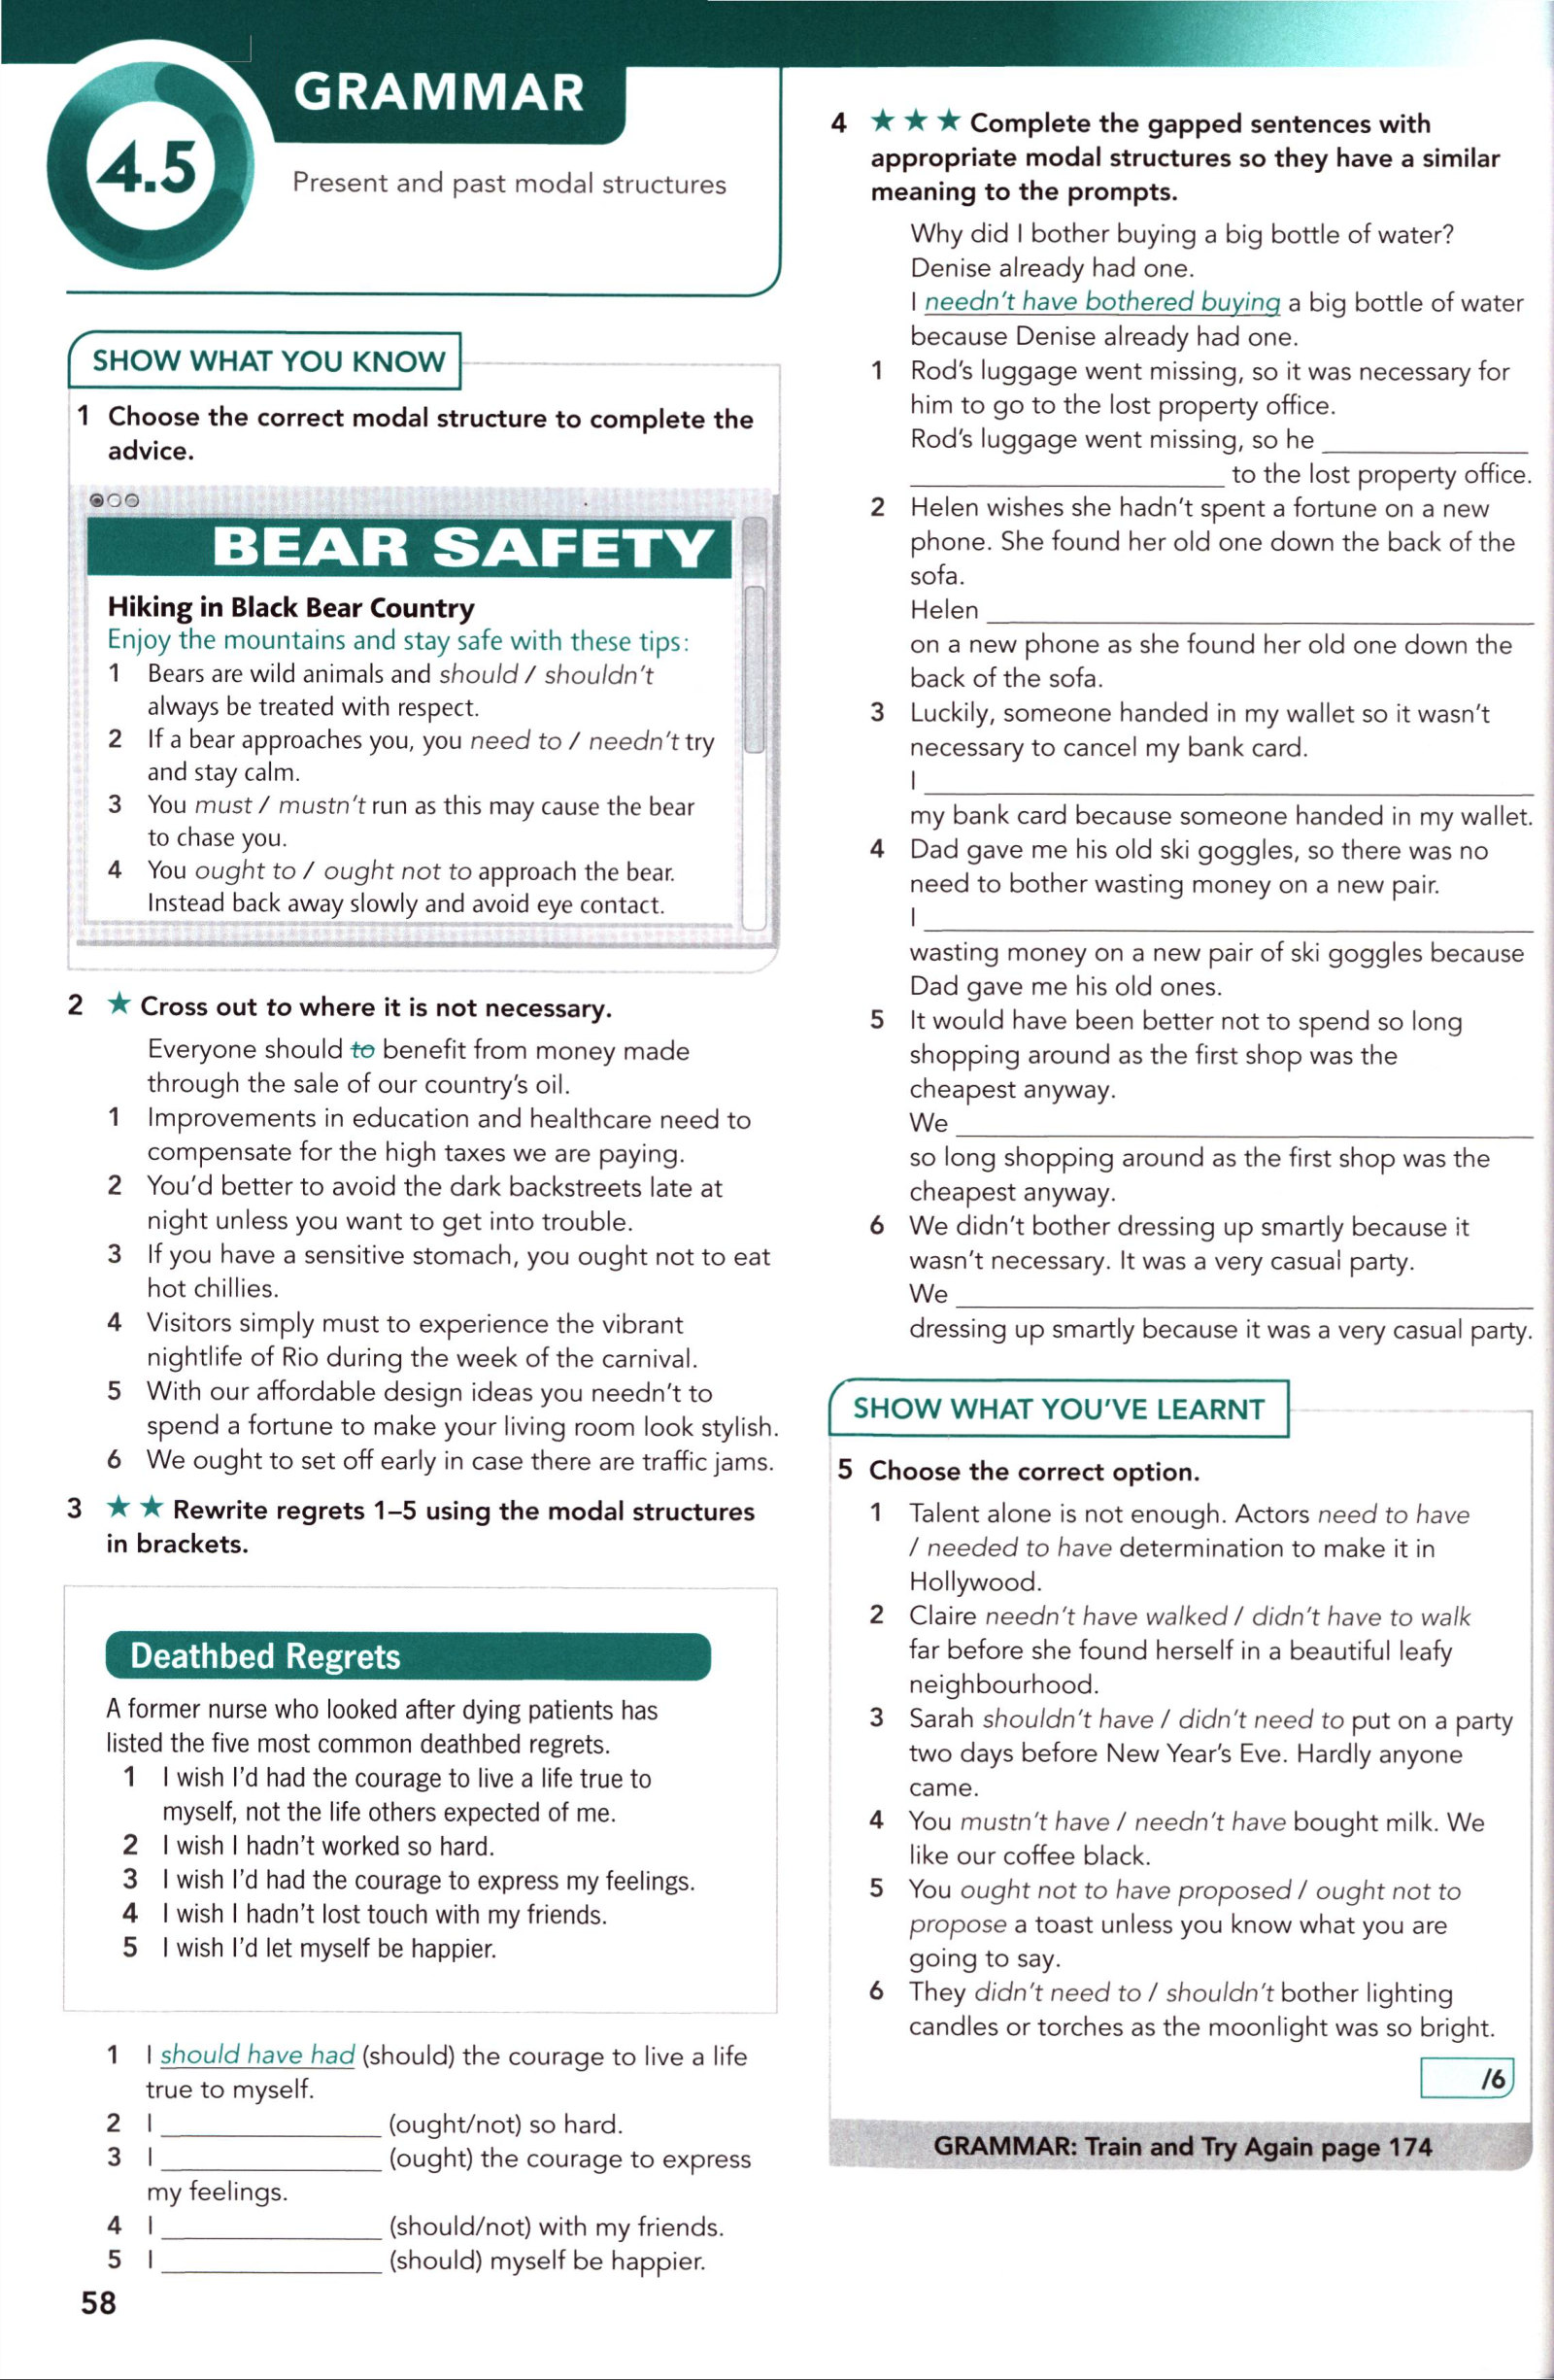 GRAMMAR
4.5
Present and past modal structures
SHOW WHAT YOU KNOW
1 Choose the correct modal structure to complete the
advice.
BEAR SAFETY
Hiking in Black Bear Country
Enjoy the mountains and stay safe with these tips:
1 Bears are wild animals and should / shouldn't
always be treated with respect.
2 If a bear approaches you, you need to / needn't try
and stay calm.
3 You must / mustn't run as this may cause the bear
to chase you.
4 You ought to / ought not to approach the bear.
Instead back away slowly and avoid eye contact.
2 ★ Cross out to where it is not necessary.
Everyone should to benefit from money made
through the sale of our country's oil.
1 Improvements in education and healthcare need to
compensate for the high taxes we are paying.
2 You'd better to avoid the dark backstreets late at
night unless you want to get into trouble.
3 If you have a sensitive stomach, you ought not to eat
hot chillies.
4 Visitors simply must to experience the vibrant
nightlife of Rio during the week of the carnival.
5 With our affordable design ideas you needn't to
spend a fortune to make your living room look stylish.
6 We ought to set off early in case there are traffic jams.
3 ★ ★ Rewrite regrets 1–5 using the modal structures
in brackets.
Deathbed Regrets
A former nurse who looked after dying patients has
listed the five most common deathbed regrets.
1 I wish I'd had the courage to live a life true to
myself, not the life others expected of me.
2 I wish I hadn't worked so hard.
3 I wish I'd had the courage to express my feelings.
4 I wish I hadn't lost touch with my friends.
5 I wish I'd let myself be happier.
1 I should have had (should) the courage to live a life
true to myself.
2 I ______________ (ought/not) so hard.
3 I ______________ (ought) the courage to express
my feelings.
4 I ______________ (should/not) with my friends.
5 I ______________ (should) myself be happier.
58
4 ★ ★ ★ Complete the gapped sentences with
appropriate modal structures so they have a similar
meaning to the prompts.
Why did I bother buying a big bottle of water?
Denise already had one.
I needn't have bothered buying a big bottle of water
because Denise already had one.
1 Rod's luggage went missing, so it was necessary for
him to go to the lost property office.
Rod's luggage went missing, so he ______________
______________ to the lost property office.
2 Helen wishes she hadn't spent a fortune on a new
phone. She found her old one down the back of the
sofa.
Helen ______________
on a new phone as she found her old one down the
back of the sofa.
3 Luckily, someone handed in my wallet so it wasn't
necessary to cancel my bank card.
I ______________
my bank card because someone handed in my wallet.
4 Dad gave me his old ski goggles, so there was no
need to bother wasting money on a new pair.
I ______________
wasting money on a new pair of ski goggles because
Dad gave me his old ones.
5 It would have been better not to spend so long
shopping around as the first shop was the
cheapest anyway.
We ______________
so long shopping around as the first shop was the
cheapest anyway.
6 We didn't bother dressing up smartly because it
wasn't necessary. It was a very casual party.
We ______________
dressing up smartly because it was a very casual party.
SHOW WHAT YOU'VE LEARNT
5 Choose the correct option.
1 Talent alone is not enough. Actors need to have
/ needed to have determination to make it in
Hollywood.
2 Claire needn't have walked / didn't have to walk
far before she found herself in a beautiful leafy
neighbourhood.
3 Sarah shouldn't have / didn't need to put on a party
two days before New Year's Eve. Hardly anyone
came.
4 You mustn't have / needn't have bought milk. We
like our coffee black.
5 You ought not to have proposed / ought not to
propose a toast unless you know what you are
going to say.
6 They didn't need to / shouldn't bother lighting
candles or torches as the moonlight was so bright.
/6
GRAMMAR: Train and Try Again page 174